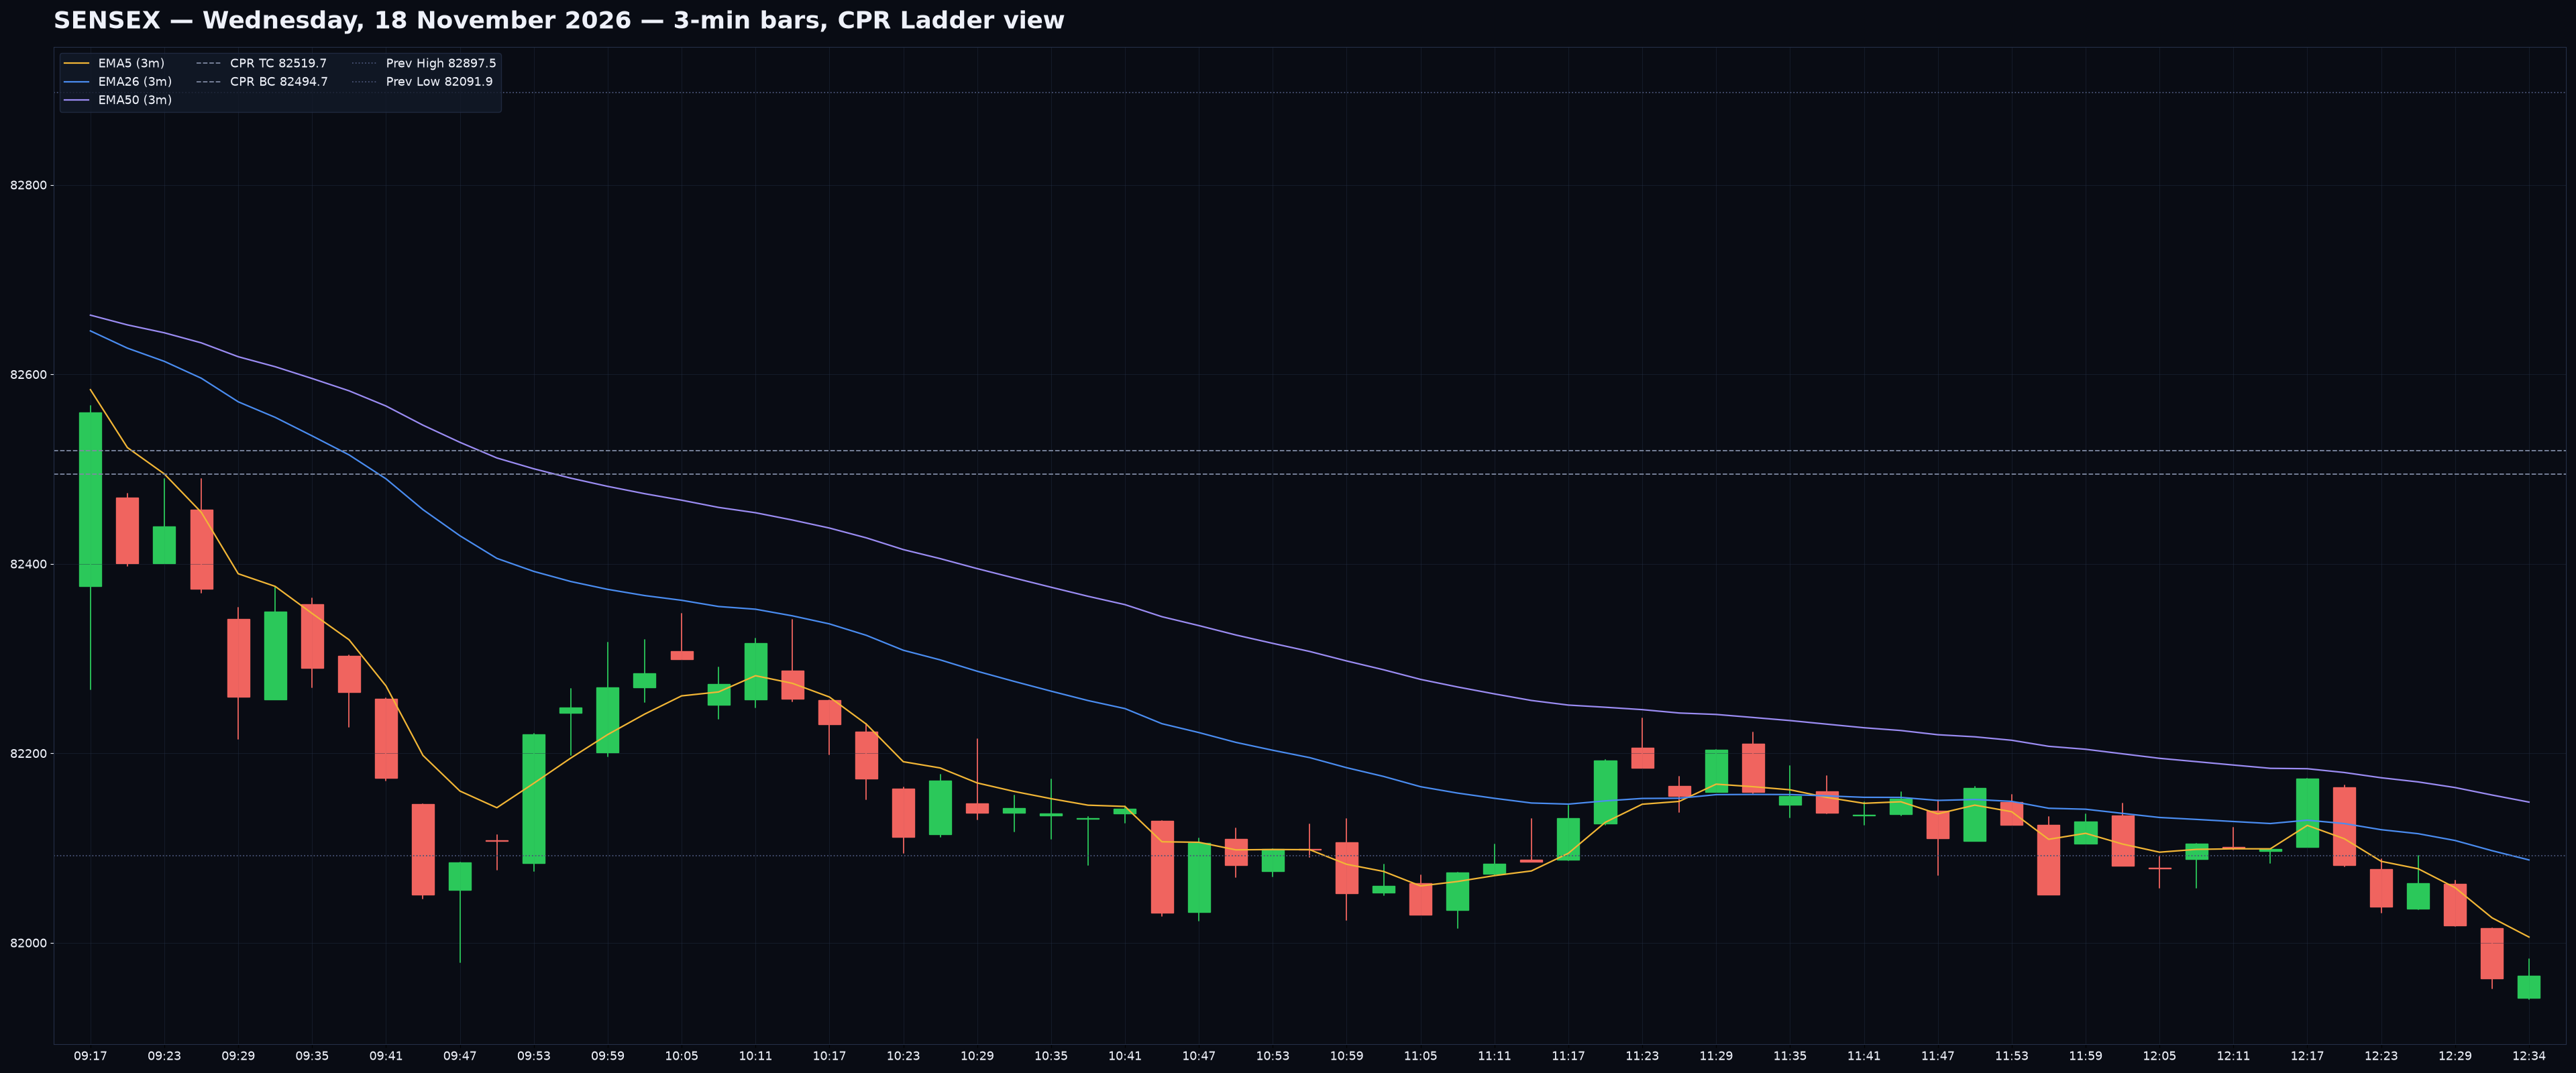 SENSEX — Wednesday, 18 November 2026 — 3-min bars, CPR Ladder view
EMA5 (3m)
EMA26 (3m)
EMA50 (3m)
CPR TC 82519.7
CPR BC 82494.7
Prev High 82897.5
Prev Low 82091.9
82800
82600
82400
82200
82000
09:17 09:23 09:29 09:35 09:41 09:47 09:53 09:59 10:05 10:11 10:17 10:23 10:29 10:35 10:41 10:47 10:53 10:59 11:05 11:11 11:17 11:23 11:29 11:35 11:41 11:47 11:53 11:59 12:05 12:11 12:17 12:23 12:29 12:34